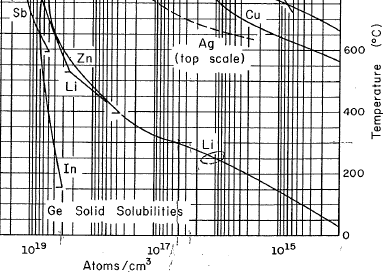 Sb
Cu
Zn
Ag
(top scale)
600
Li
Temperature (°C)
400
Li
In
200
Ge Solid Solubilities
0
10¹⁹ 10¹⁷ 10¹⁵
Atoms/cm³